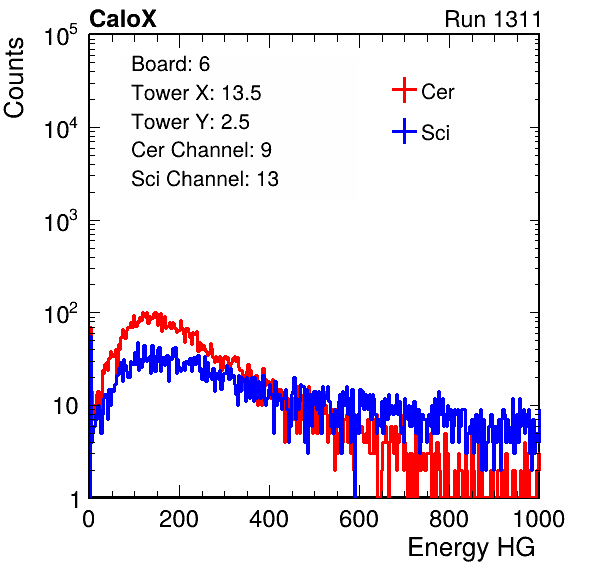 CaloX Run 1311
Counts
10^5
10^4
10^3
10^2
10
1
Board: 6
Tower X: 13.5
Tower Y: 2.5
Cer Channel: 9
Sci Channel: 13
Cer
Sci
0 200 400 600 800 1000
Energy HG